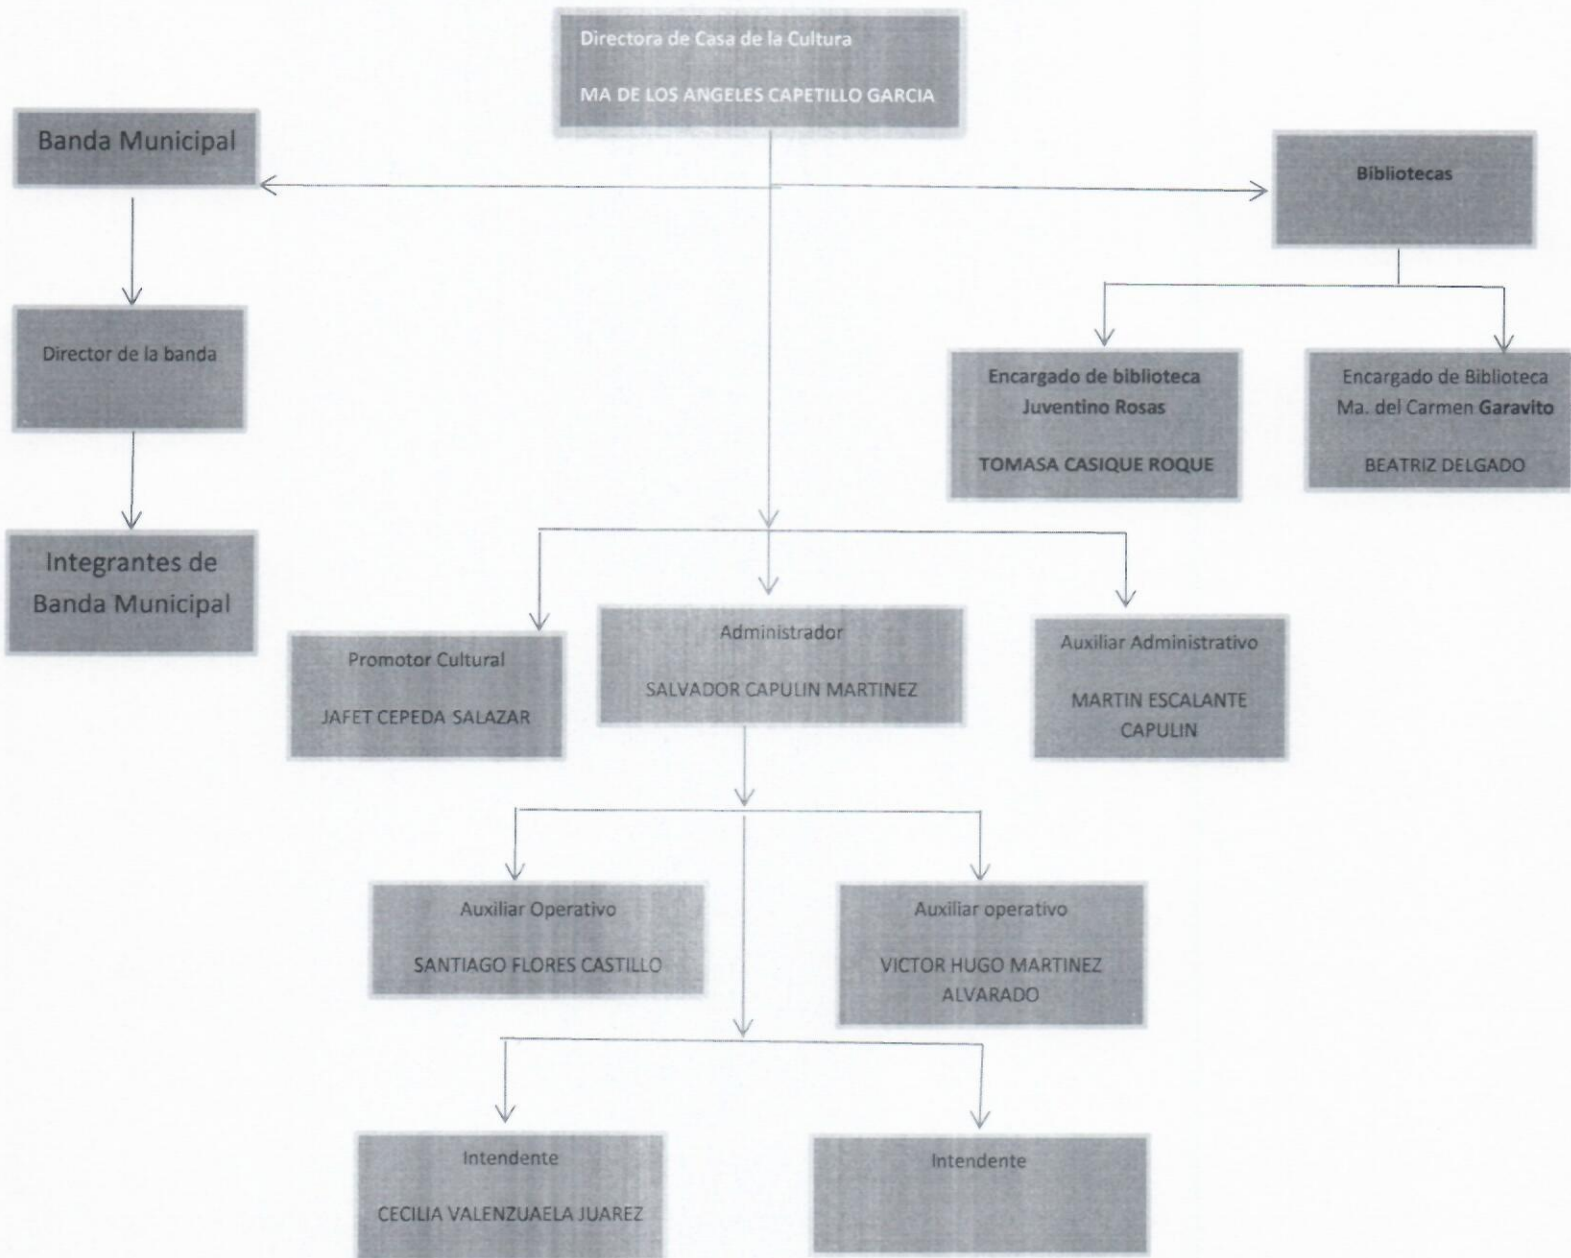 Directora de Casa de la Cultura
MA DE LOS ANGELES CAPETILLO GARCIA
Banda Municipal
Bibliotecas
Director de la banda
Encargado de biblioteca
Juventino Rosas
TOMASA CASIQUE ROQUE
Encargado de Biblioteca
Ma. del Carmen Garavito
BEATRIZ DELGADO
Integrantes de
Banda Municipal
Promotor Cultural
JAFET CEPEDA SALAZAR
Administrador
SALVADOR CAPULIN MARTINEZ
Auxiliar Administrativo
MARTIN ESCALANTE
CAPULIN
Auxiliar Operativo
SANTIAGO FLORES CASTILLO
Auxiliar operativo
VICTOR HUGO MARTINEZ
ALVARADO
Intendente
CECILIA VALENZUAELA JUAREZ
Intendente